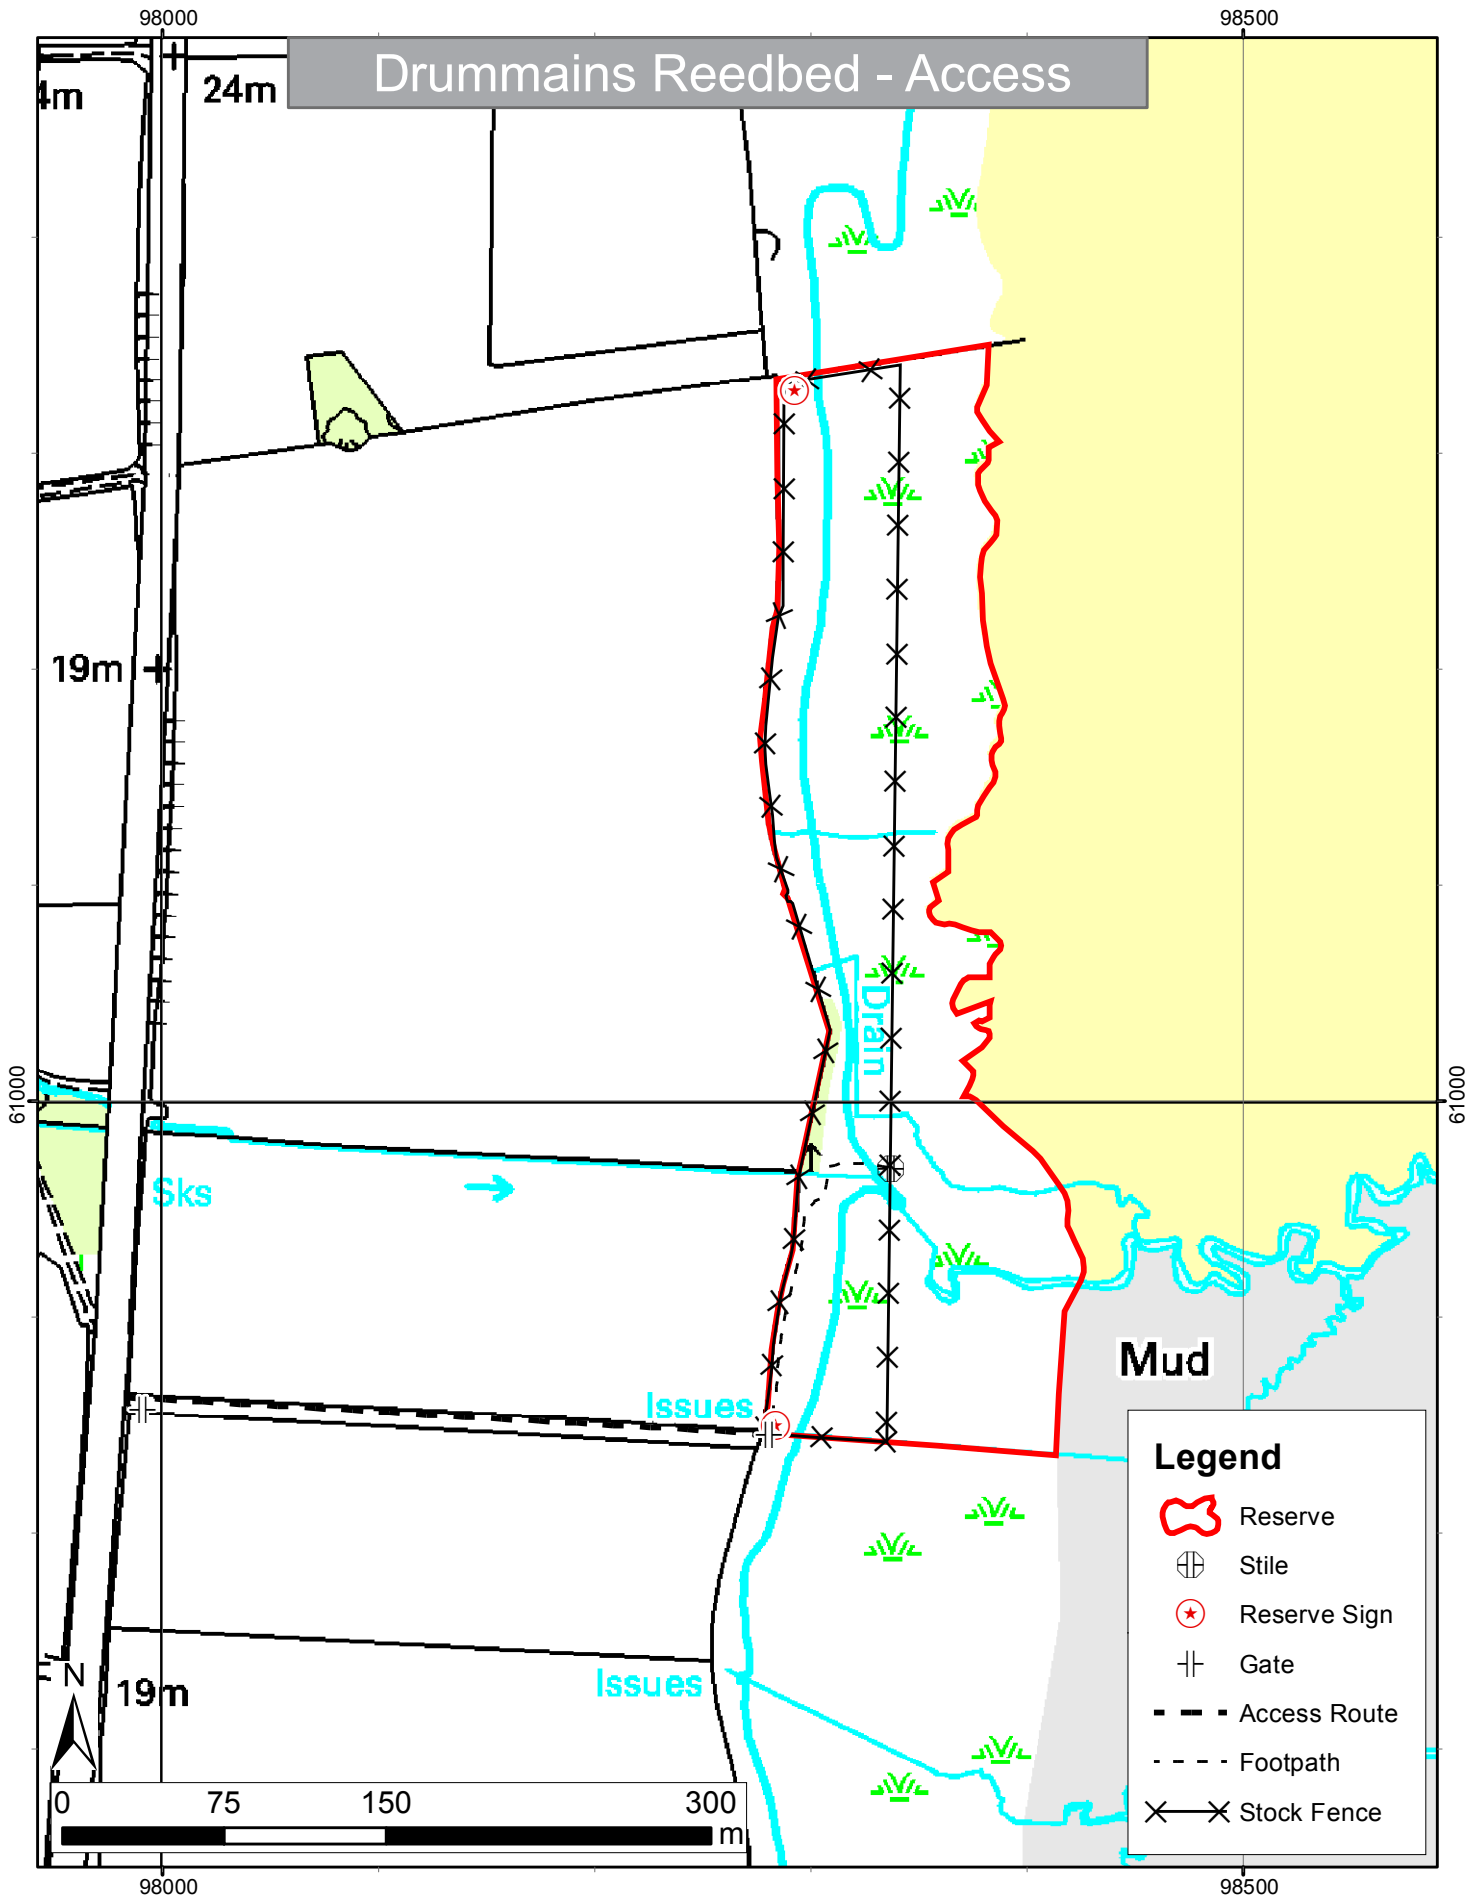 98000
98500
Drummains Reedbed - Access
4m
24m
19m
Drain
61000
61000
Sks
Mud
Issues
Legend
Reserve
Stile
Reserve Sign
Gate
Access Route
Footpath
Stock Fence
Issues
N
19m
0 75 150 300
m
98000
98500